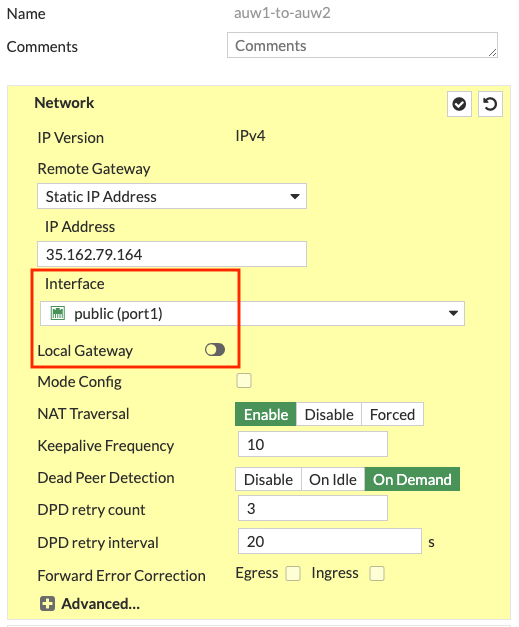 Name auw1-to-auw2
Comments Comments
Network
IP Version IPv4
Remote Gateway
Static IP Address
IP Address
35.162.79.164
Interface
public (port1)
Local Gateway
Mode Config
NAT Traversal Enable Disable Forced
Keepalive Frequency 10
Dead Peer Detection Disable On Idle On Demand
DPD retry count 3
DPD retry interval 20 s
Forward Error Correction Egress Ingress
Advanced...